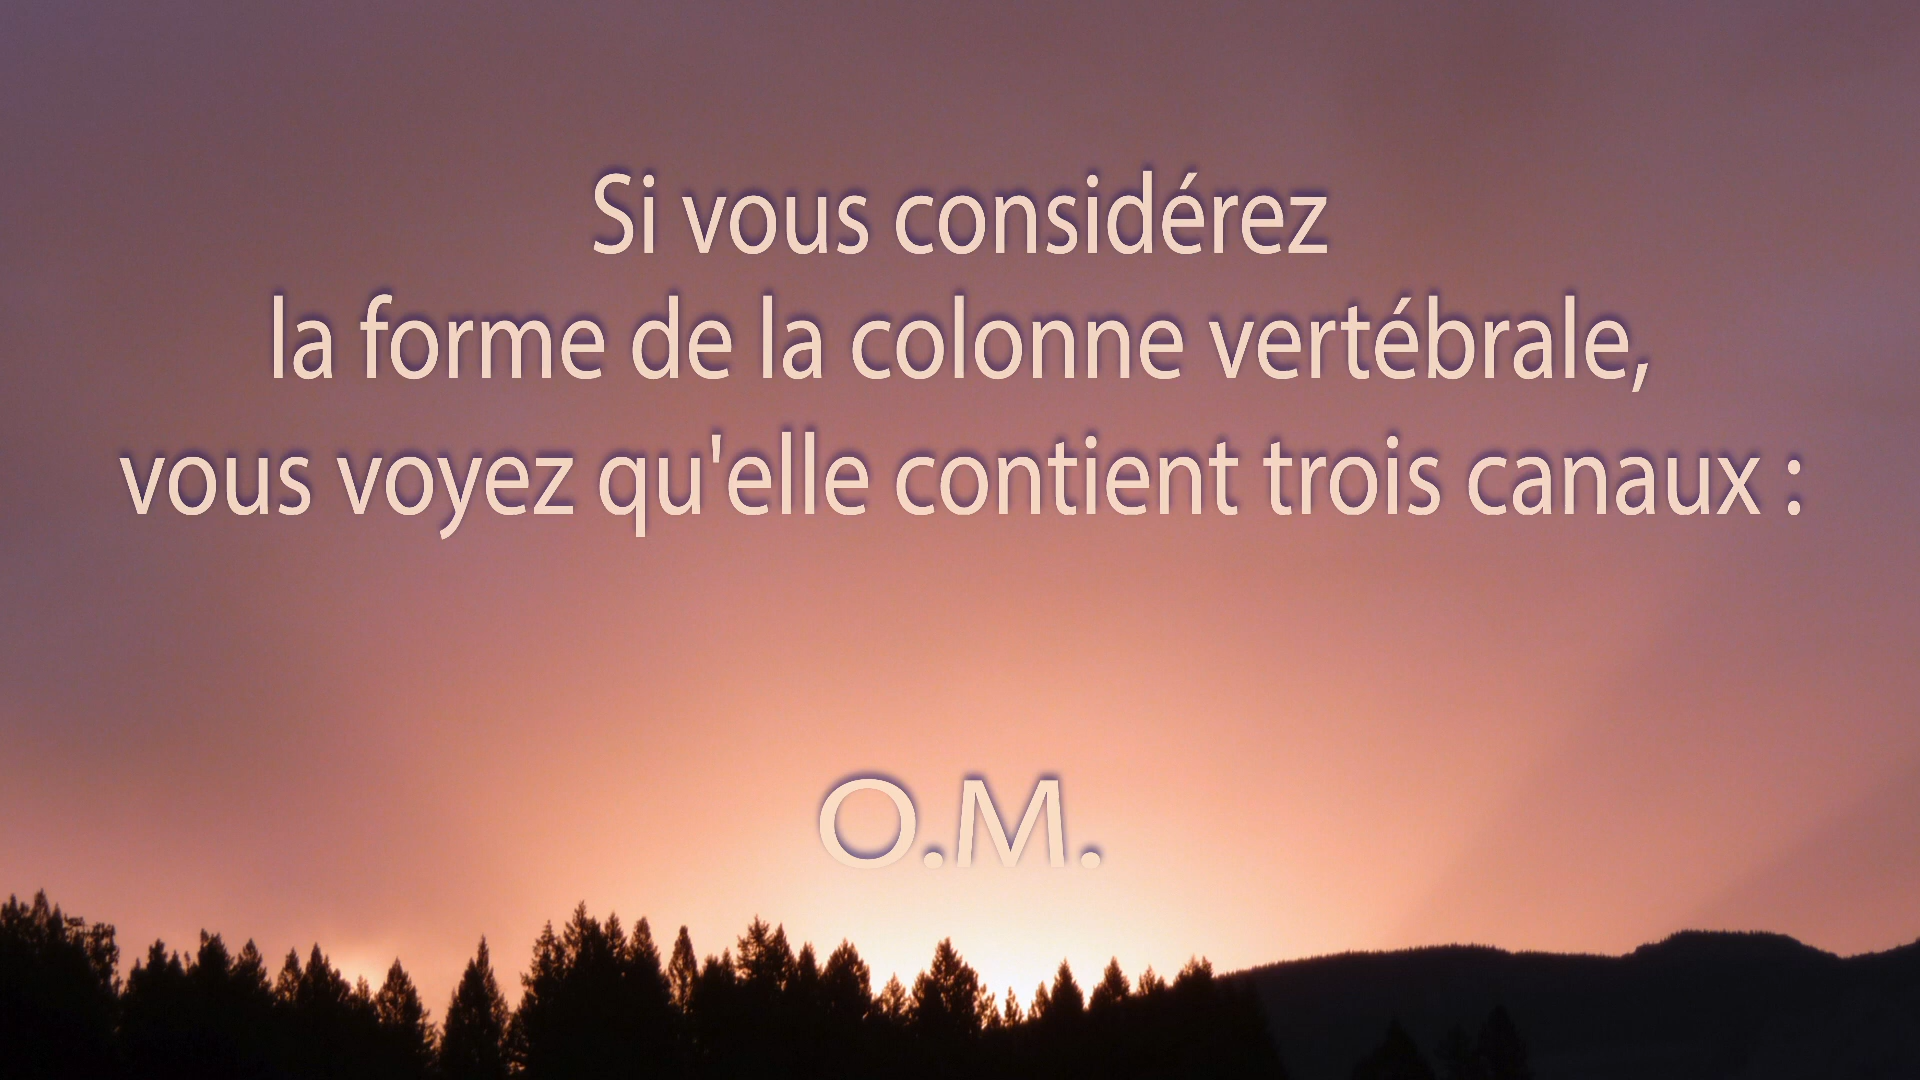 Si vous considérez
la forme de la colonne vertébrale,
vous voyez qu'elle contient trois canaux :
O.M.